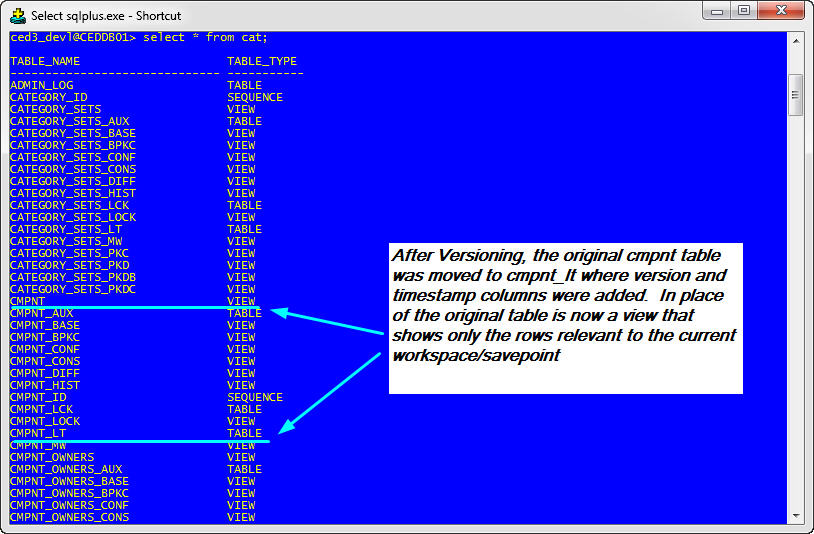 Select sqlplus.exe - Shortcut
ced3_devl@CEDDB01> select * from cat;
TABLE_NAME                     TABLE_TYPE
------------------------------ -----------
ADMIN_LOG                      TABLE
CATEGORY_ID                    SEQUENCE
CATEGORY_SETS                  VIEW
CATEGORY_SETS_AUX              TABLE
CATEGORY_SETS_BASE             VIEW
CATEGORY_SETS_BPKC             VIEW
CATEGORY_SETS_CONF             VIEW
CATEGORY_SETS_CONS             VIEW
CATEGORY_SETS_DIFF             VIEW
CATEGORY_SETS_HIST             VIEW
CATEGORY_SETS_LCK              TABLE
CATEGORY_SETS_LOCK             VIEW
CATEGORY_SETS_LT               TABLE
CATEGORY_SETS_MW               VIEW
CATEGORY_SETS_PKC              VIEW
CATEGORY_SETS_PKD              VIEW
CATEGORY_SETS_PKDB             VIEW
CATEGORY_SETS_PKDC             VIEW
CMPNT                          VIEW
CMPNT_AUX                      TABLE
CMPNT_BASE                     VIEW
CMPNT_BPKC                     VIEW
CMPNT_CONF                     VIEW
CMPNT_CONS                     VIEW
CMPNT_DIFF                     VIEW
CMPNT_HIST                     VIEW
CMPNT_ID                       SEQUENCE
CMPNT_LCK                      TABLE
CMPNT_LOCK                     VIEW
CMPNT_LT                       TABLE
CMPNT_MW                       VIEW
CMPNT_OWNERS                   VIEW
CMPNT_OWNERS_AUX               TABLE
CMPNT_OWNERS_BASE              VIEW
CMPNT_OWNERS_BPKC              VIEW
CMPNT_OWNERS_CONF              VIEW
CMPNT_OWNERS_CONS              VIEW
After Versioning, the original cmpnt table
was moved to cmpnt_lt where version and
timestamp columns were added.  In place
of the original table is now a view that
shows only the rows relevant to the current
workspace/savepoint